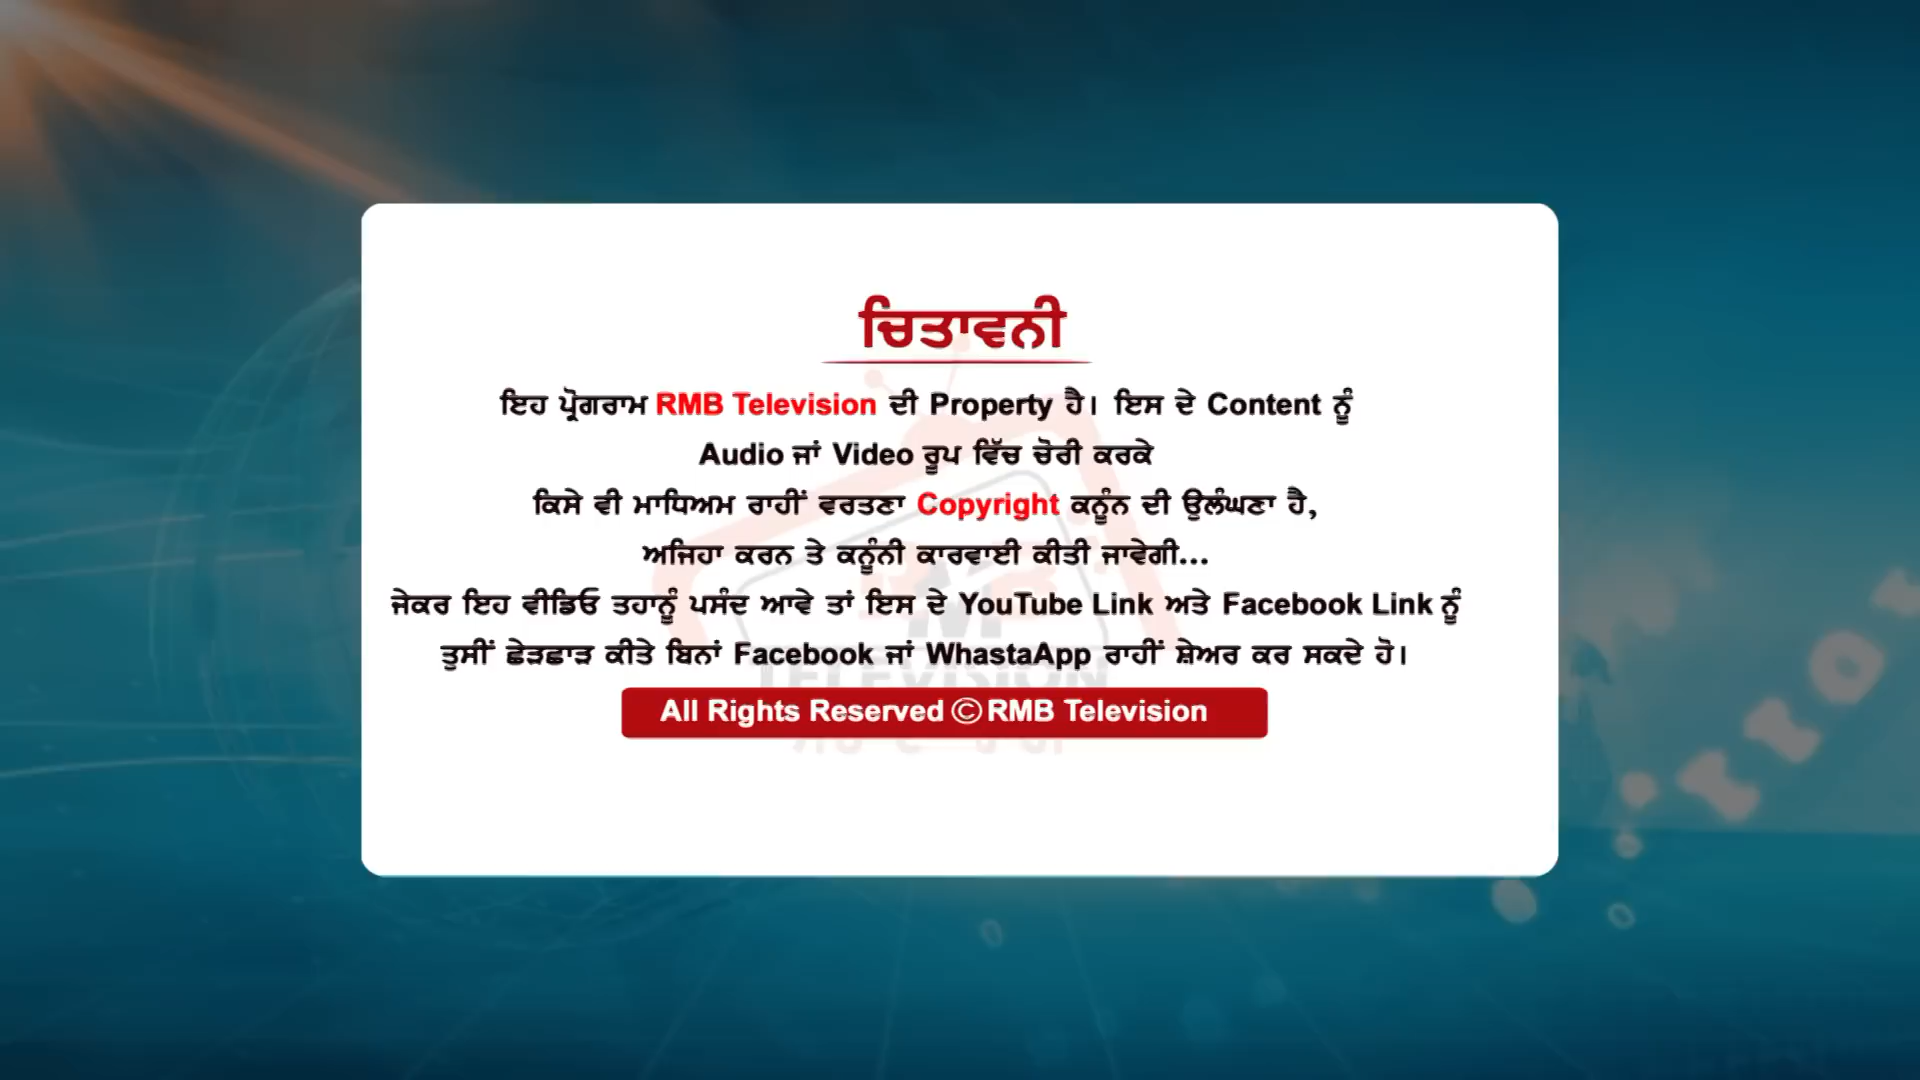 ਚਿਤਾਵਨੀ
ਇਹ ਪ੍ਰੋਗਰਾਮ RMB Television ਦੀ Property ਹੈ। ਇਸ ਦੇ Content ਨੂੰ
Audio ਜਾਂ Video ਰੂਪ ਵਿੱਚ ਚੋਰੀ ਕਰਕੇ
ਕਿਸੇ ਵੀ ਮਾਧਿਅਮ ਰਾਹੀਂ ਵਰਤਣਾ Copyright ਕਨੂੰਨ ਦੀ ਉਲੰਘਣਾ ਹੈ,
ਅਜਿਹਾ ਕਰਨ ਤੇ ਕਨੂੰਨੀ ਕਾਰਵਾਈ ਕੀਤੀ ਜਾਵੇਗੀ...
ਜੇਕਰ ਇਹ ਵੀਡਿਓ ਤਹਾਨੂੰ ਪਸੰਦ ਆਵੇ ਤਾਂ ਇਸ ਦੇ YouTube Link ਅਤੇ Facebook Link ਨੂੰ
ਤੁਸੀਂ ਛੇੜਛਾੜ ਕੀਤੇ ਬਿਨਾਂ Facebook ਜਾਂ WhastaApp ਰਾਹੀਂ ਸ਼ੇਅਰ ਕਰ ਸਕਦੇ ਹੋ।
TELEVISION
All Rights Reserved © RMB Television